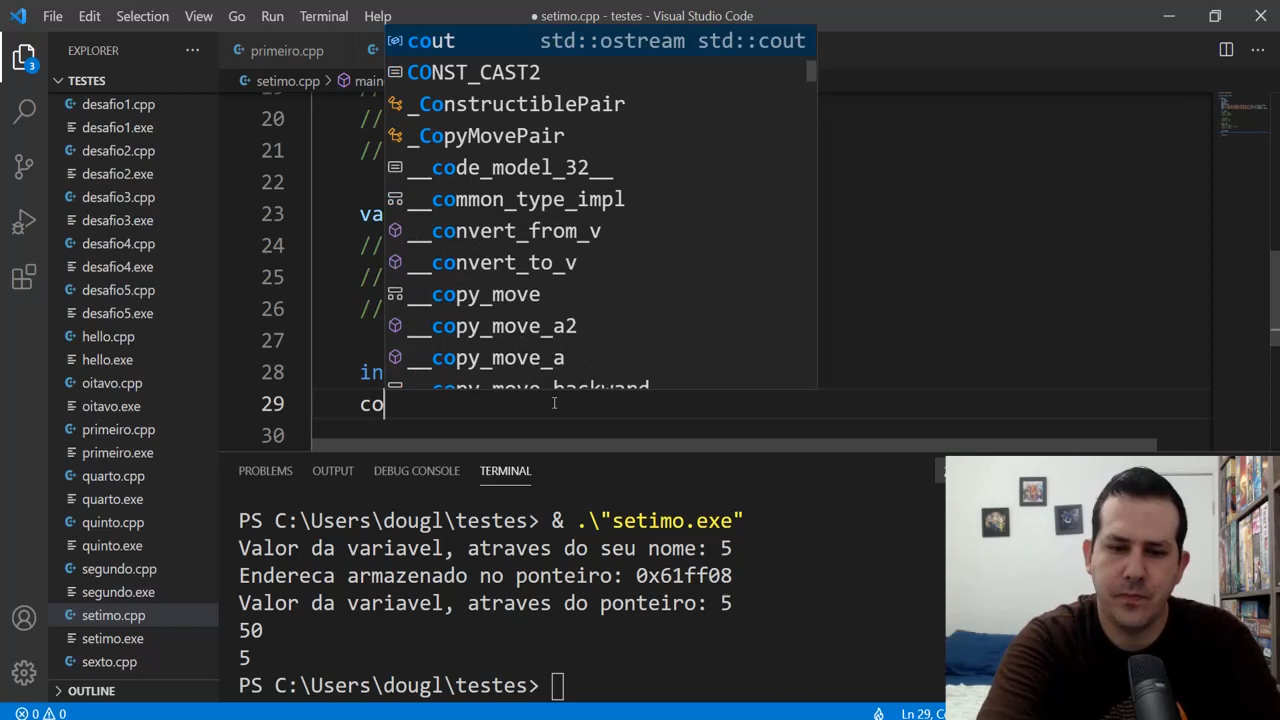 File Edit Selection View Go Run Terminal Help
● setimo.cpp - testes - Visual Studio Code
EXPLORER
TESTES
desafio1.cpp
desafio1.exe
desafio2.cpp
desafio2.exe
desafio3.cpp
desafio3.exe
desafio4.cpp
desafio4.exe
desafio5.cpp
desafio5.exe
hello.cpp
hello.exe
oitavo.cpp
oitavo.exe
primeiro.cpp
primeiro.exe
quarto.cpp
quarto.exe
quinto.cpp
quinto.exe
segundo.cpp
segundo.exe
setimo.cpp
setimo.exe
sexto.cpp
OUTLINE
3
primeiro.cpp
setimo.cpp > main
20 //
21 //
22
23 va
24 //
25 //
26 //
27
28 in
29 co
30
cout std::ostream std::cout
CONST_CAST2
_ConstructiblePair
_CopyMovePair
__code_model_32__
__common_type_impl
__convert_from_v
__convert_to_v
__copy_move
__copy_move_a2
__copy_move_a
__copy_move_backward
PROBLEMS OUTPUT DEBUG CONSOLE TERMINAL
PS C:\Users\dougl\testes> & .\"setimo.exe"
Valor da variavel, atraves do seu nome: 5
Endereca armazenado no ponteiro: 0x61ff08
Valor da variavel, atraves do ponteiro: 5
50
5
PS C:\Users\dougl\testes>
0 0
Ln 29,